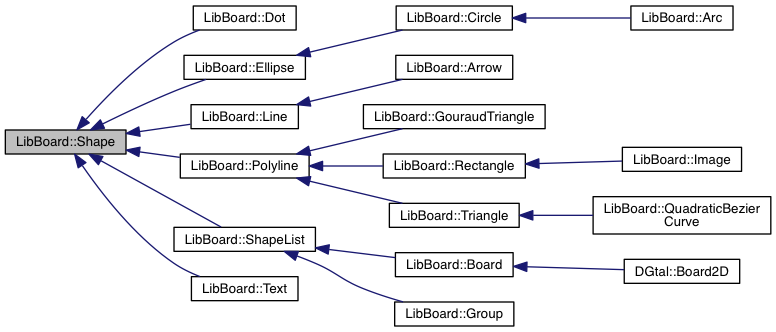 LibBoard::Shape
LibBoard::Dot
LibBoard::Ellipse
LibBoard::Line
LibBoard::Polyline
LibBoard::ShapeList
LibBoard::Text
LibBoard::Circle
LibBoard::Arrow
LibBoard::GouraudTriangle
LibBoard::Rectangle
LibBoard::Triangle
LibBoard::Board
LibBoard::Group
LibBoard::Arc
LibBoard::Image
LibBoard::QuadraticBezier
Curve
DGtal::Board2D